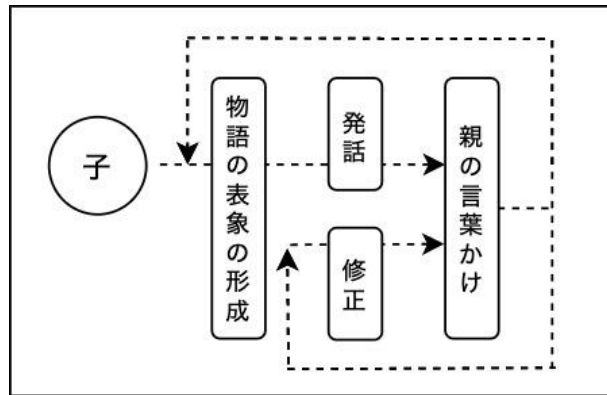 子
物語の表象の形成
発話
修正
親の言葉かけ